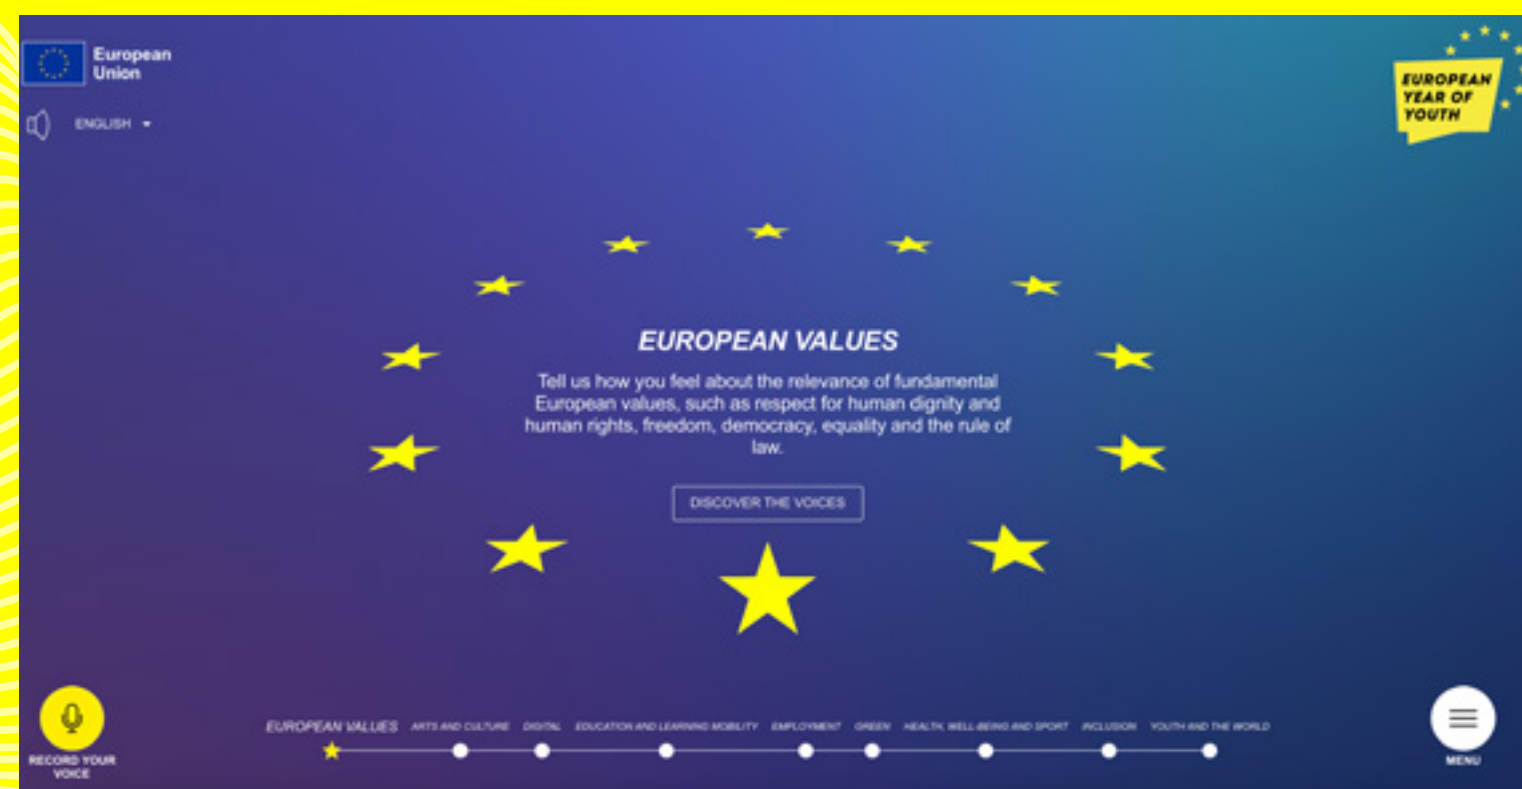 European
Union
ENGLISH
EUROPEAN
YEAR OF
YOUTH
EUROPEAN VALUES
Tell us how you feel about the relevance of fundamental
European values, such as respect for human dignity and
human rights, freedom, democracy, equality and the rule of
law.
DISCOVER THE VOICES
EUROPEAN VALUES ARTS AND CULTURE DIGITAL EDUCATION AND LEARNING MOBILITY EMPLOYMENT GREEN HEALTH, WELL-BEING AND SPORT INCLUSION YOUTH AND THE WORLD
RECORD YOUR
VOICE
MENU